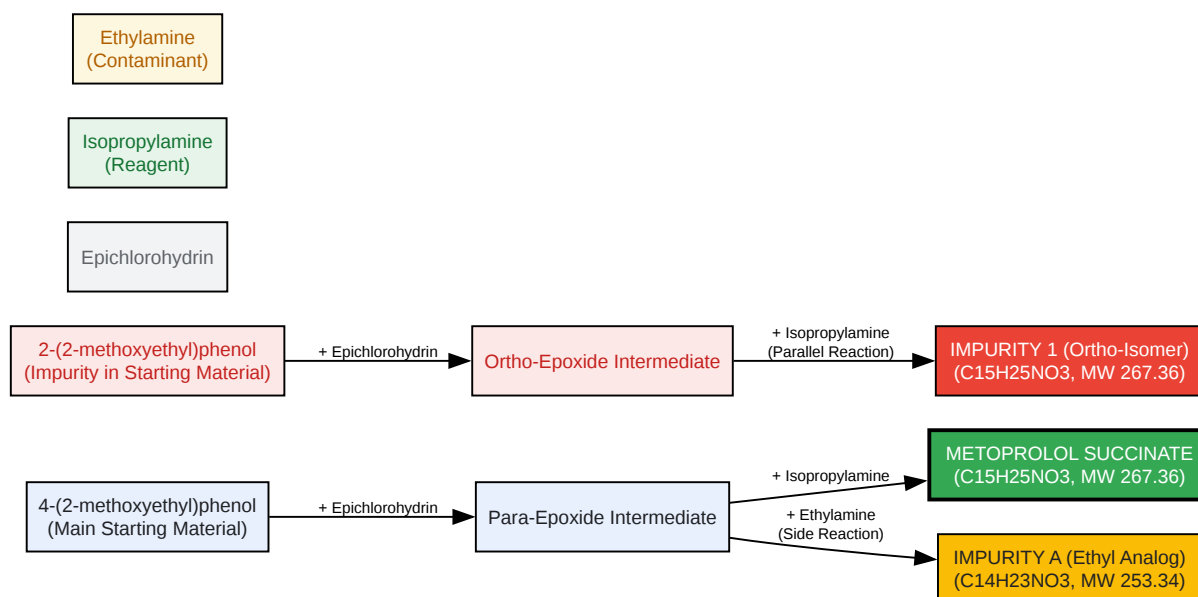 Ethylamine
(Contaminant)
Isopropylamine
(Reagent)
Epichlorohydrin
2-(2-methoxyethyl)phenol
(Impurity in Starting Material)
+ Epichlorohydrin
Ortho-Epoxide Intermediate
+ Isopropylamine
(Parallel Reaction)
IMPURITY 1 (Ortho-Isomer)
(C15H25NO3, MW 267.36)
4-(2-methoxyethyl)phenol
(Main Starting Material)
+ Epichlorohydrin
Para-Epoxide Intermediate
+ Isopropylamine
METOPROLOL SUCCINATE
(C15H25NO3, MW 267.36)
+ Ethylamine
(Side Reaction)
IMPURITY A (Ethyl Analog)
(C14H23NO3, MW 253.34)